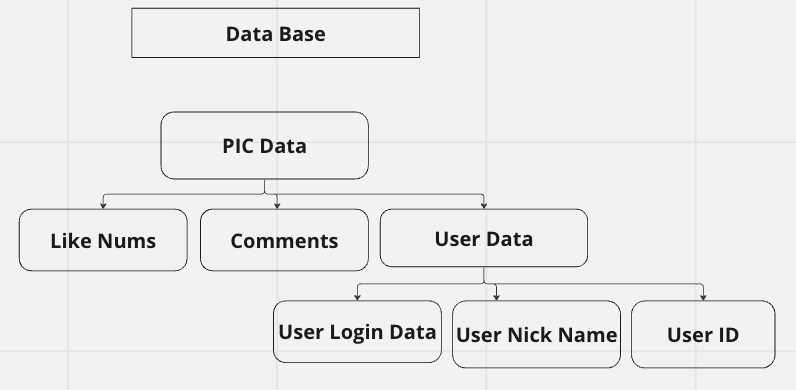 Data Base
PIC Data
Like Nums
Comments
User Data
User Login Data
User Nick Name
User ID